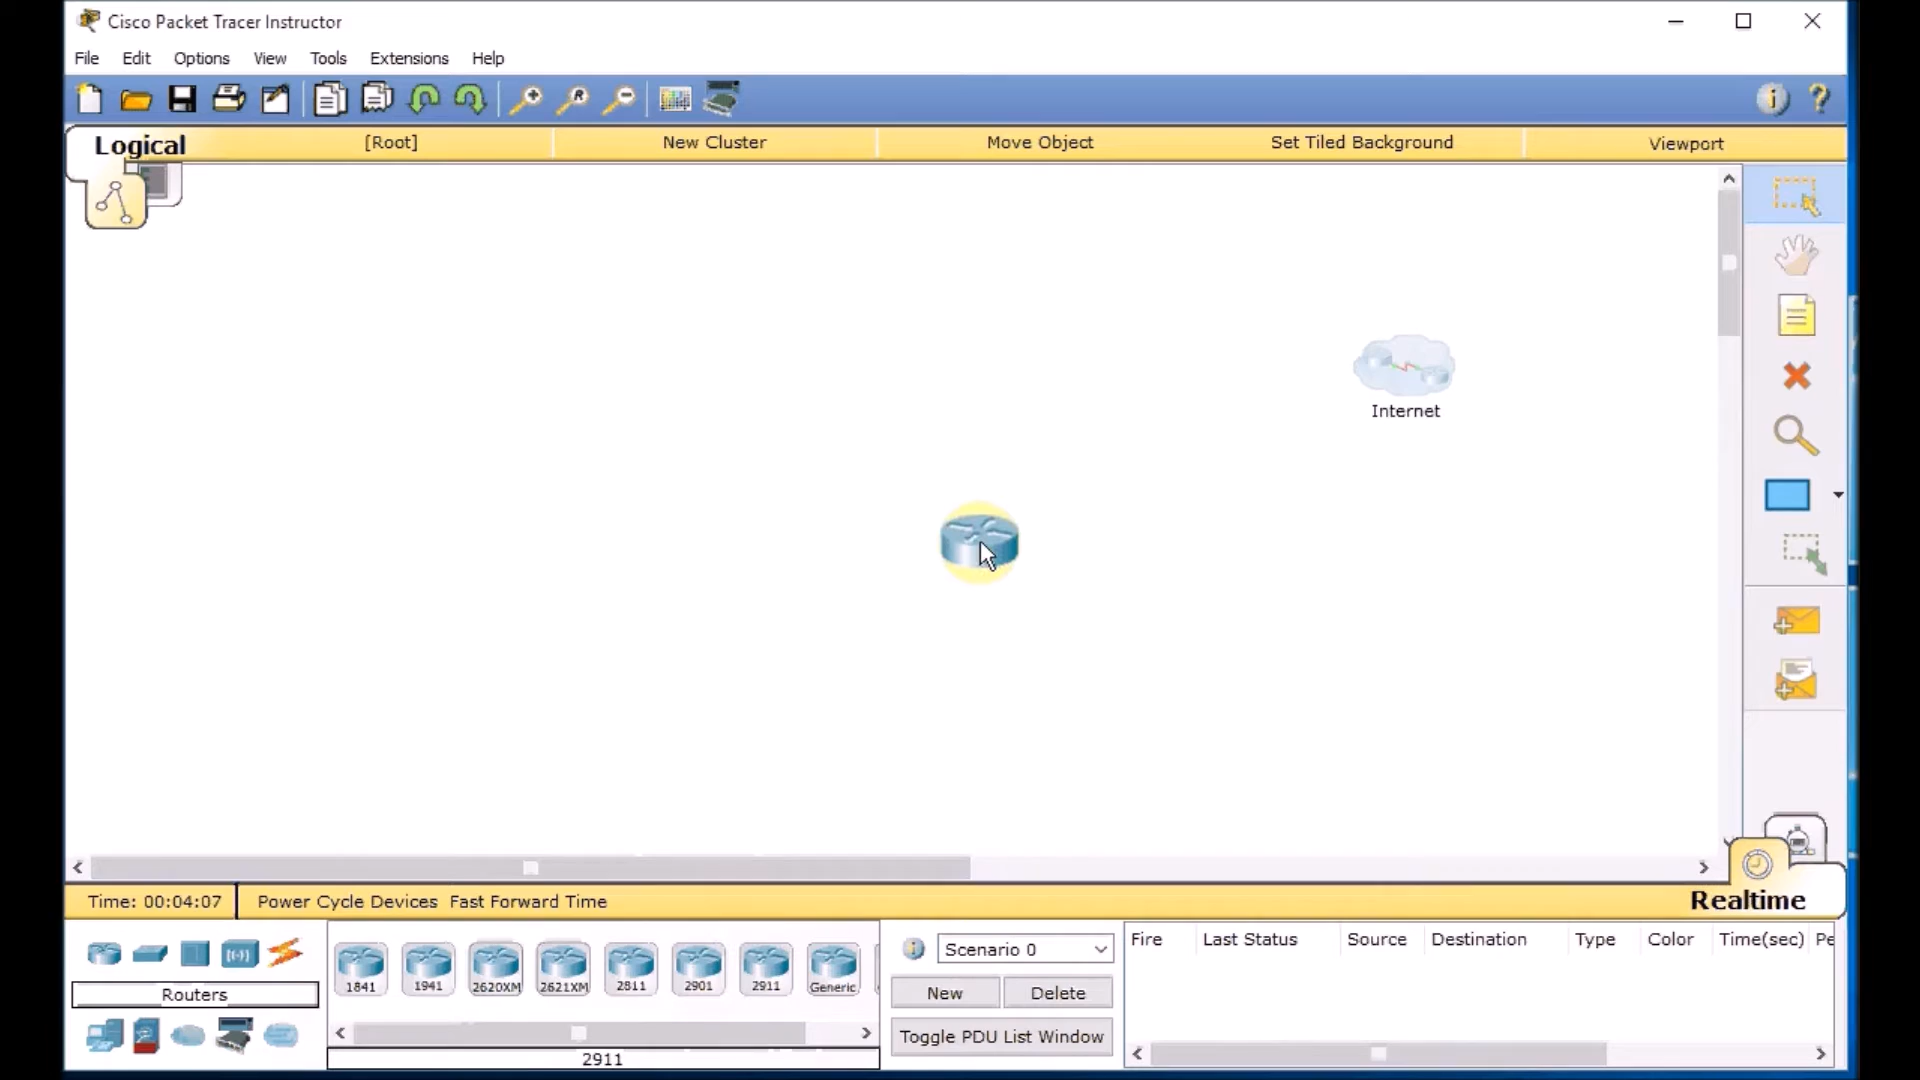 Cisco Packet Tracer Instructor
File Edit Options View Tools Extensions Help
Logical [Root] New Cluster Move Object Set Tiled Background Viewport
Internet
Time: 00:04:07 Power Cycle Devices Fast Forward Time
Realtime
Routers
1841 1941 2620XM 2621XM 2811 2901 2911 Generic
2911
Scenario 0
New Delete
Toggle PDU List Window
Fire Last Status Source Destination Type Color Time(sec) Pe